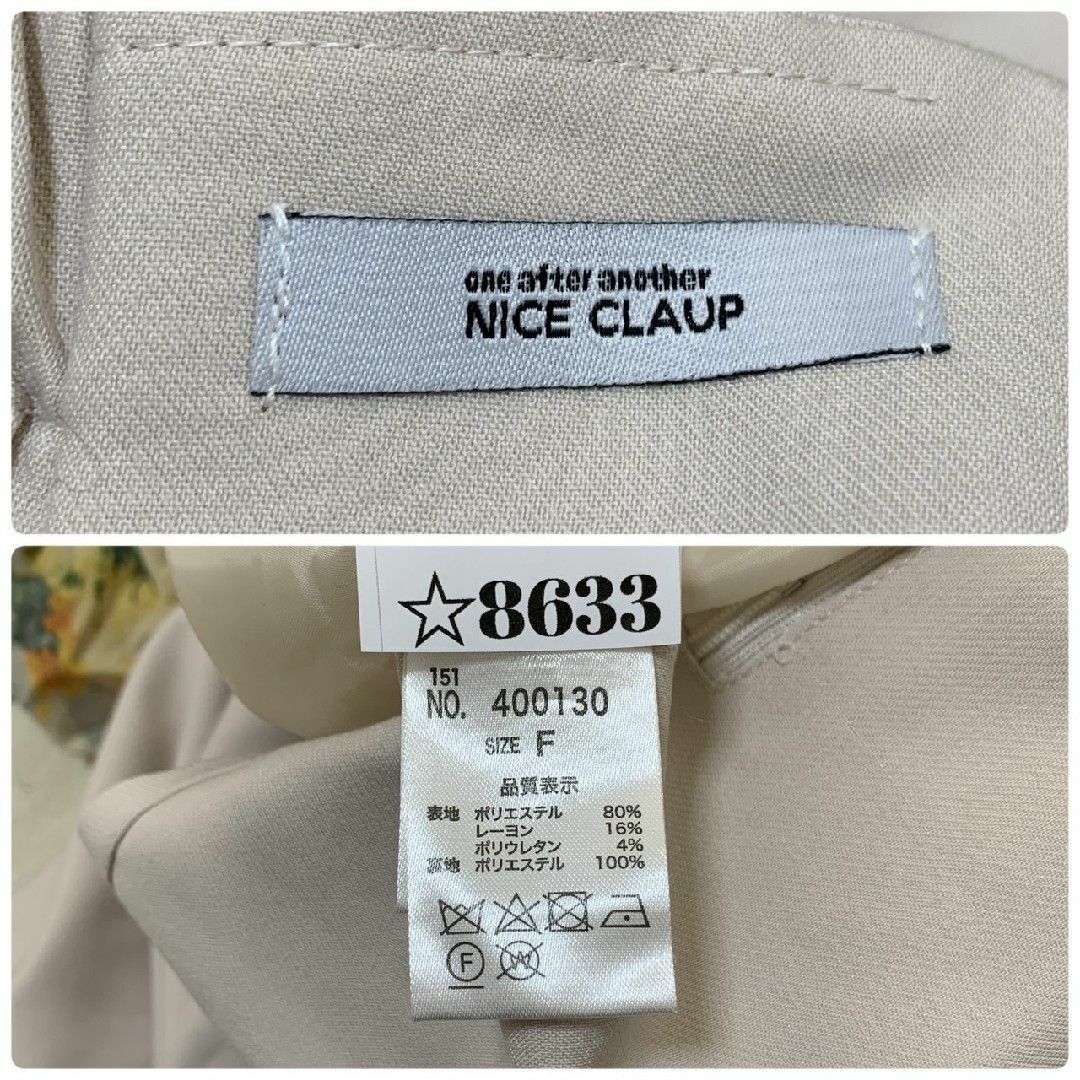 one after another
NICE CLAUP
☆8633
151
NO. 400130
SIZE F
品質表示
表地 ポリエステル 80%
レーヨン 16%
ポリウレタン 4%
裏地 ポリエステル 100%
F W